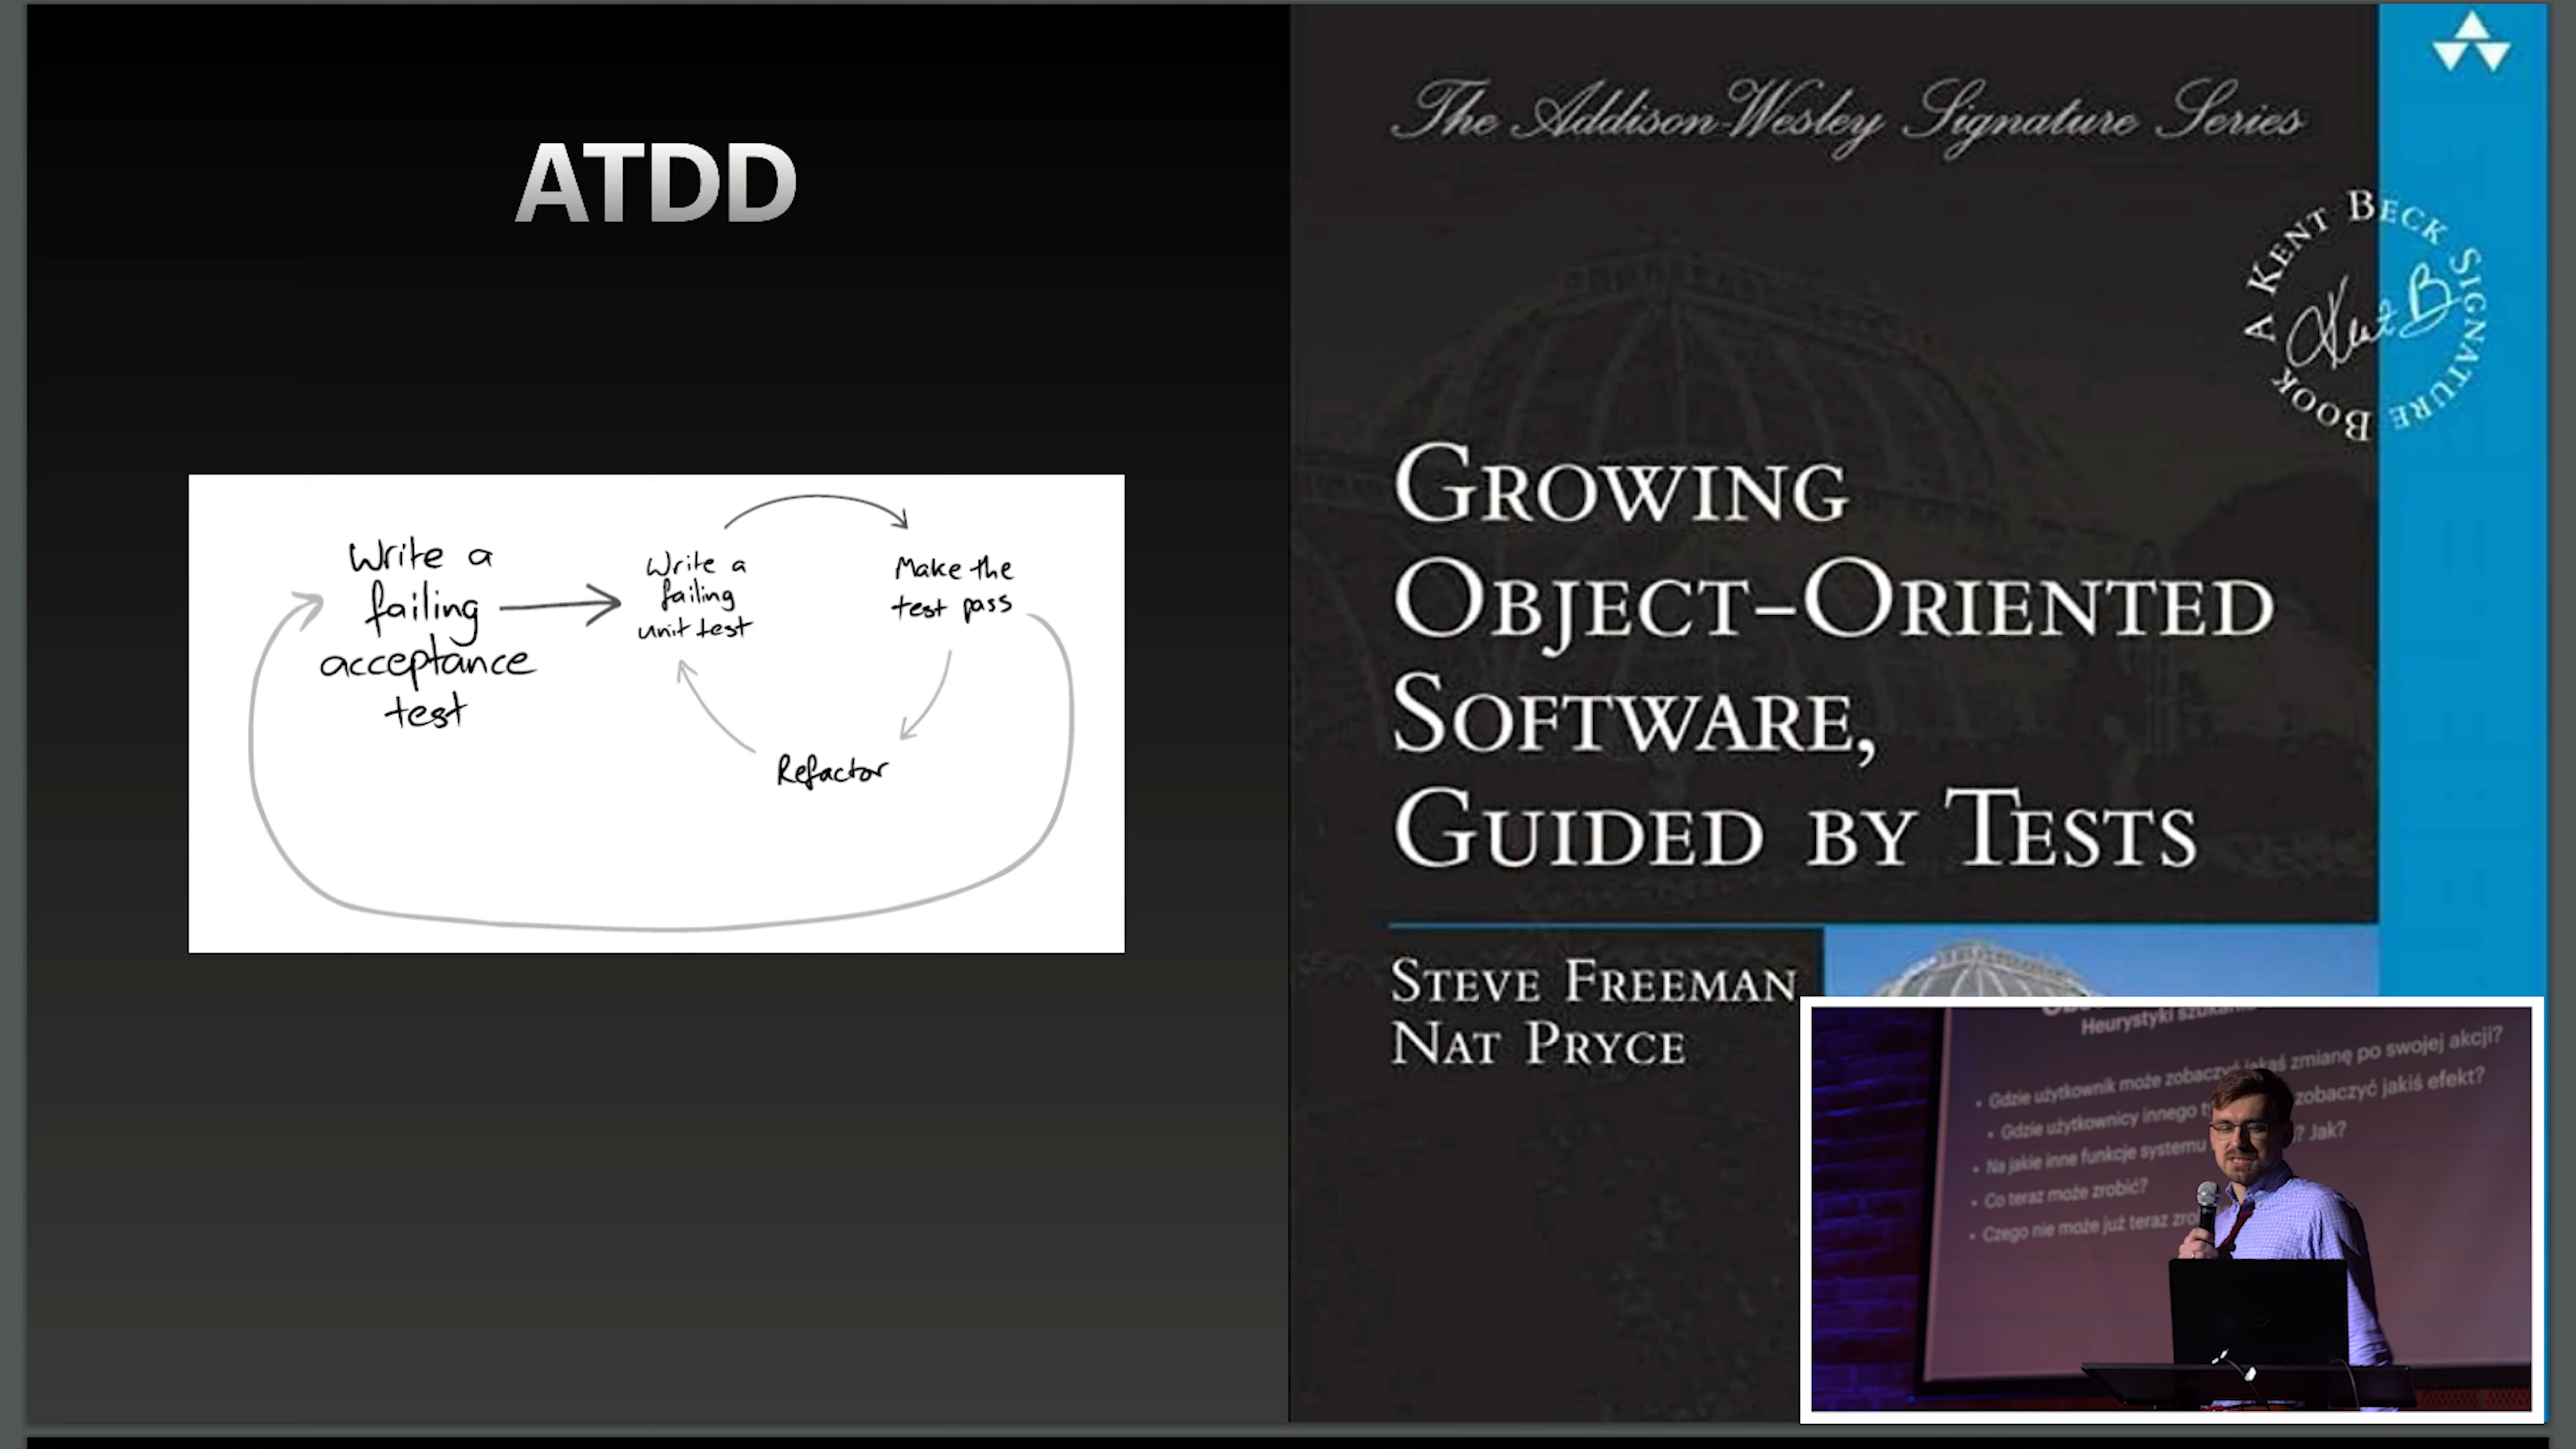 ATDD
Write a
failing
acceptance
test
Write a
failing
unit test
Make the
test pass
Refactor
The Addison-Wesley Signature Series
A KENT BECK SIGNATURE BOOK
Kent B
GROWING
OBJECT-ORIENTED
SOFTWARE,
GUIDED BY TESTS
STEVE FREEMAN
NAT PRYCE
Heurystyki
Gdzie użytkownik może zobaczyć jakąś zmianę po swojej akcji?
Gdzie użytkownicy innego zobaczyć jakiś efekt?
Na jakie inne funkcje systemu ? Jak?
Co teraz może zrobić?
Czego nie może już teraz